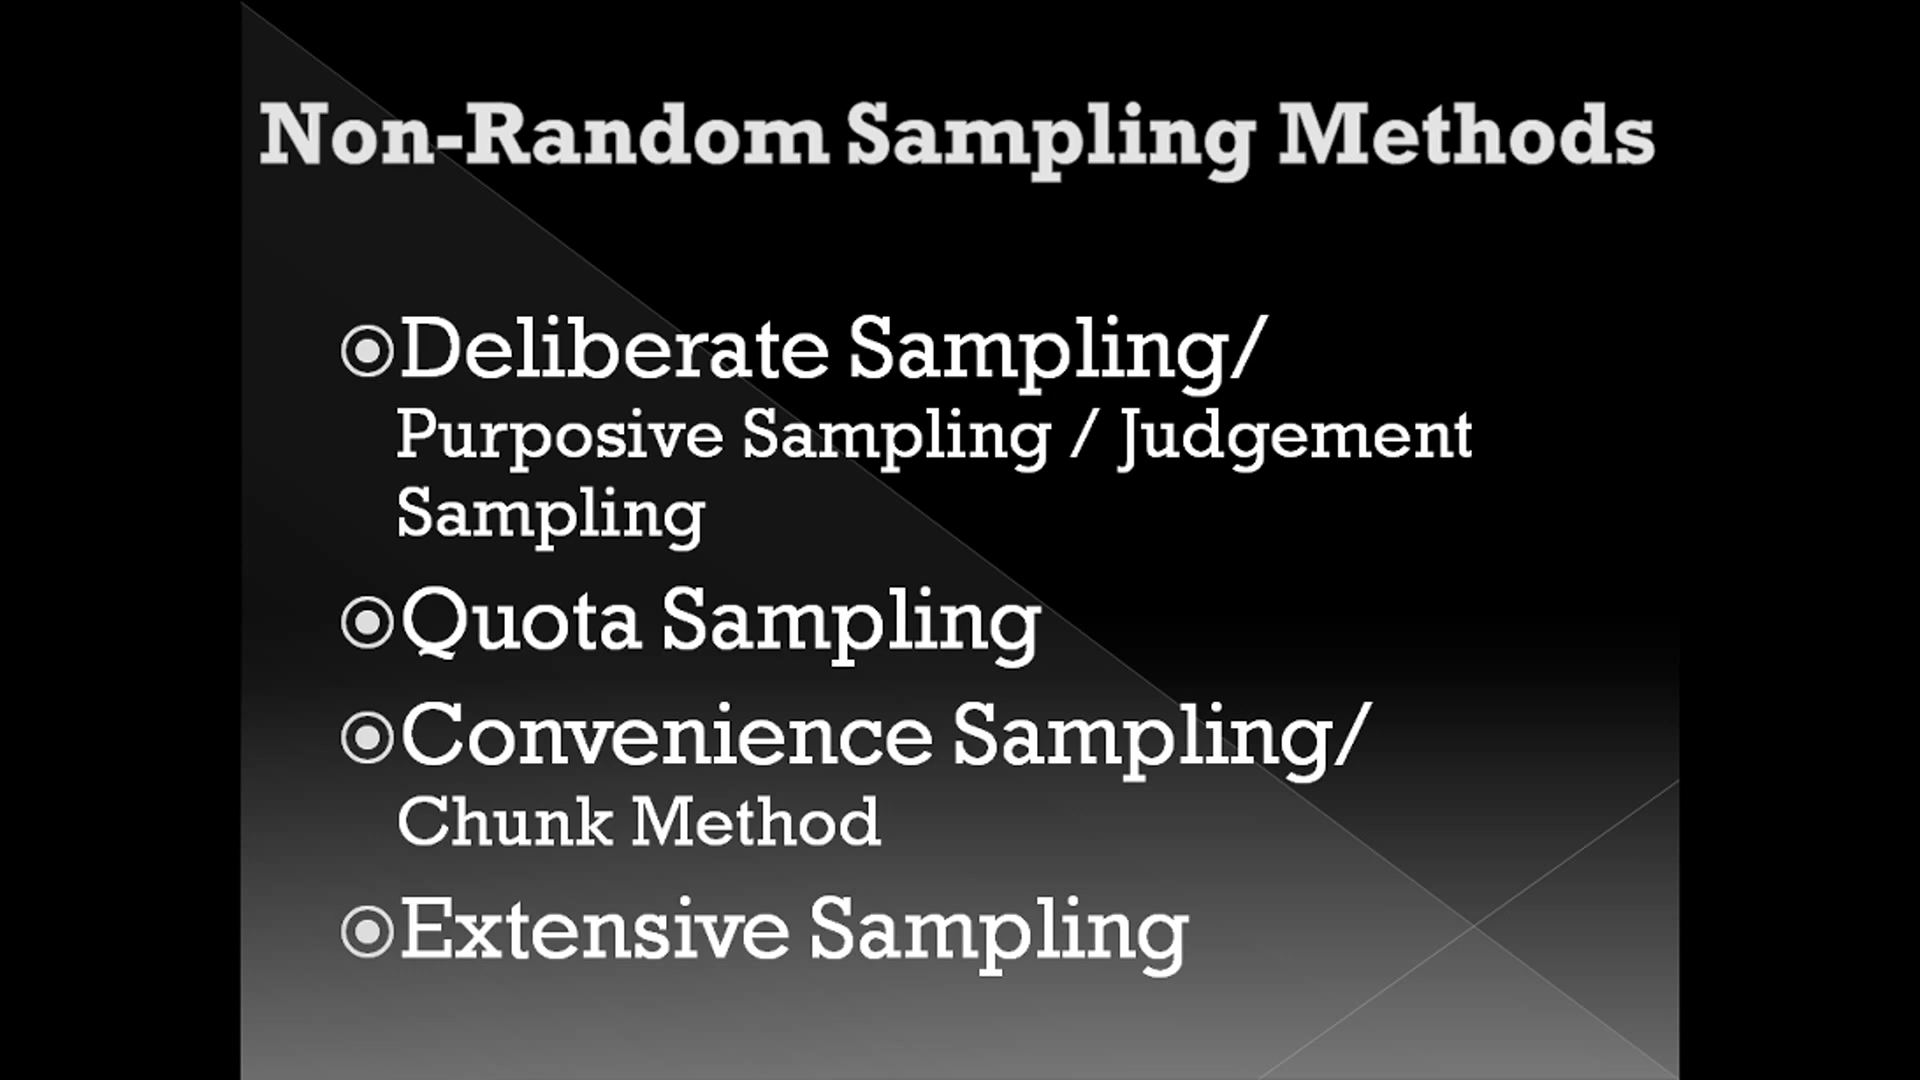 Non-Random Sampling Methods
Deliberate Sampling/
Purposive Sampling / Judgement
Sampling
Quota Sampling
Convenience Sampling/
Chunk Method
Extensive Sampling